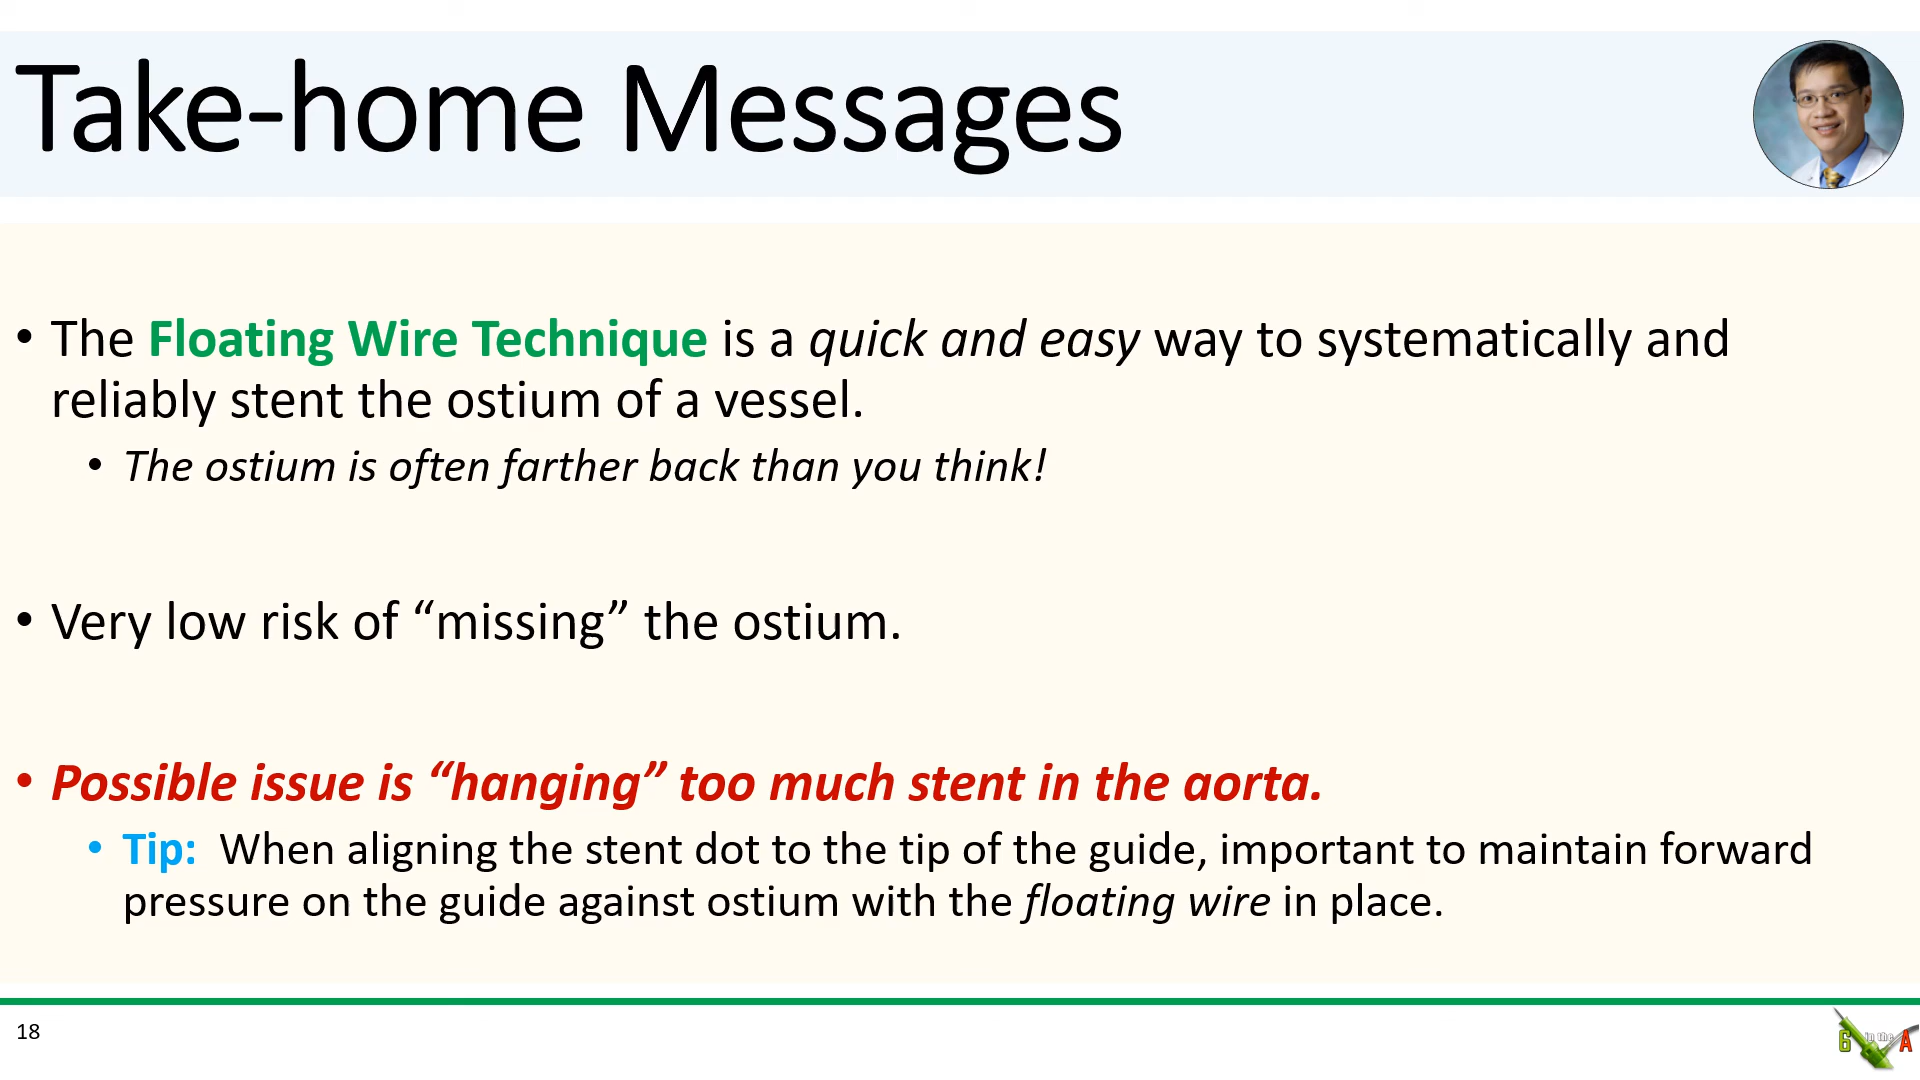 Take-home Messages
• The Floating Wire Technique is a quick and easy way to systematically and
reliably stent the ostium of a vessel.
• The ostium is often farther back than you think!
• Very low risk of “missing” the ostium.
• Possible issue is “hanging” too much stent in the aorta.
• Tip:  When aligning the stent dot to the tip of the guide, important to maintain forward
pressure on the guide against ostium with the floating wire in place.
18
6 in the A